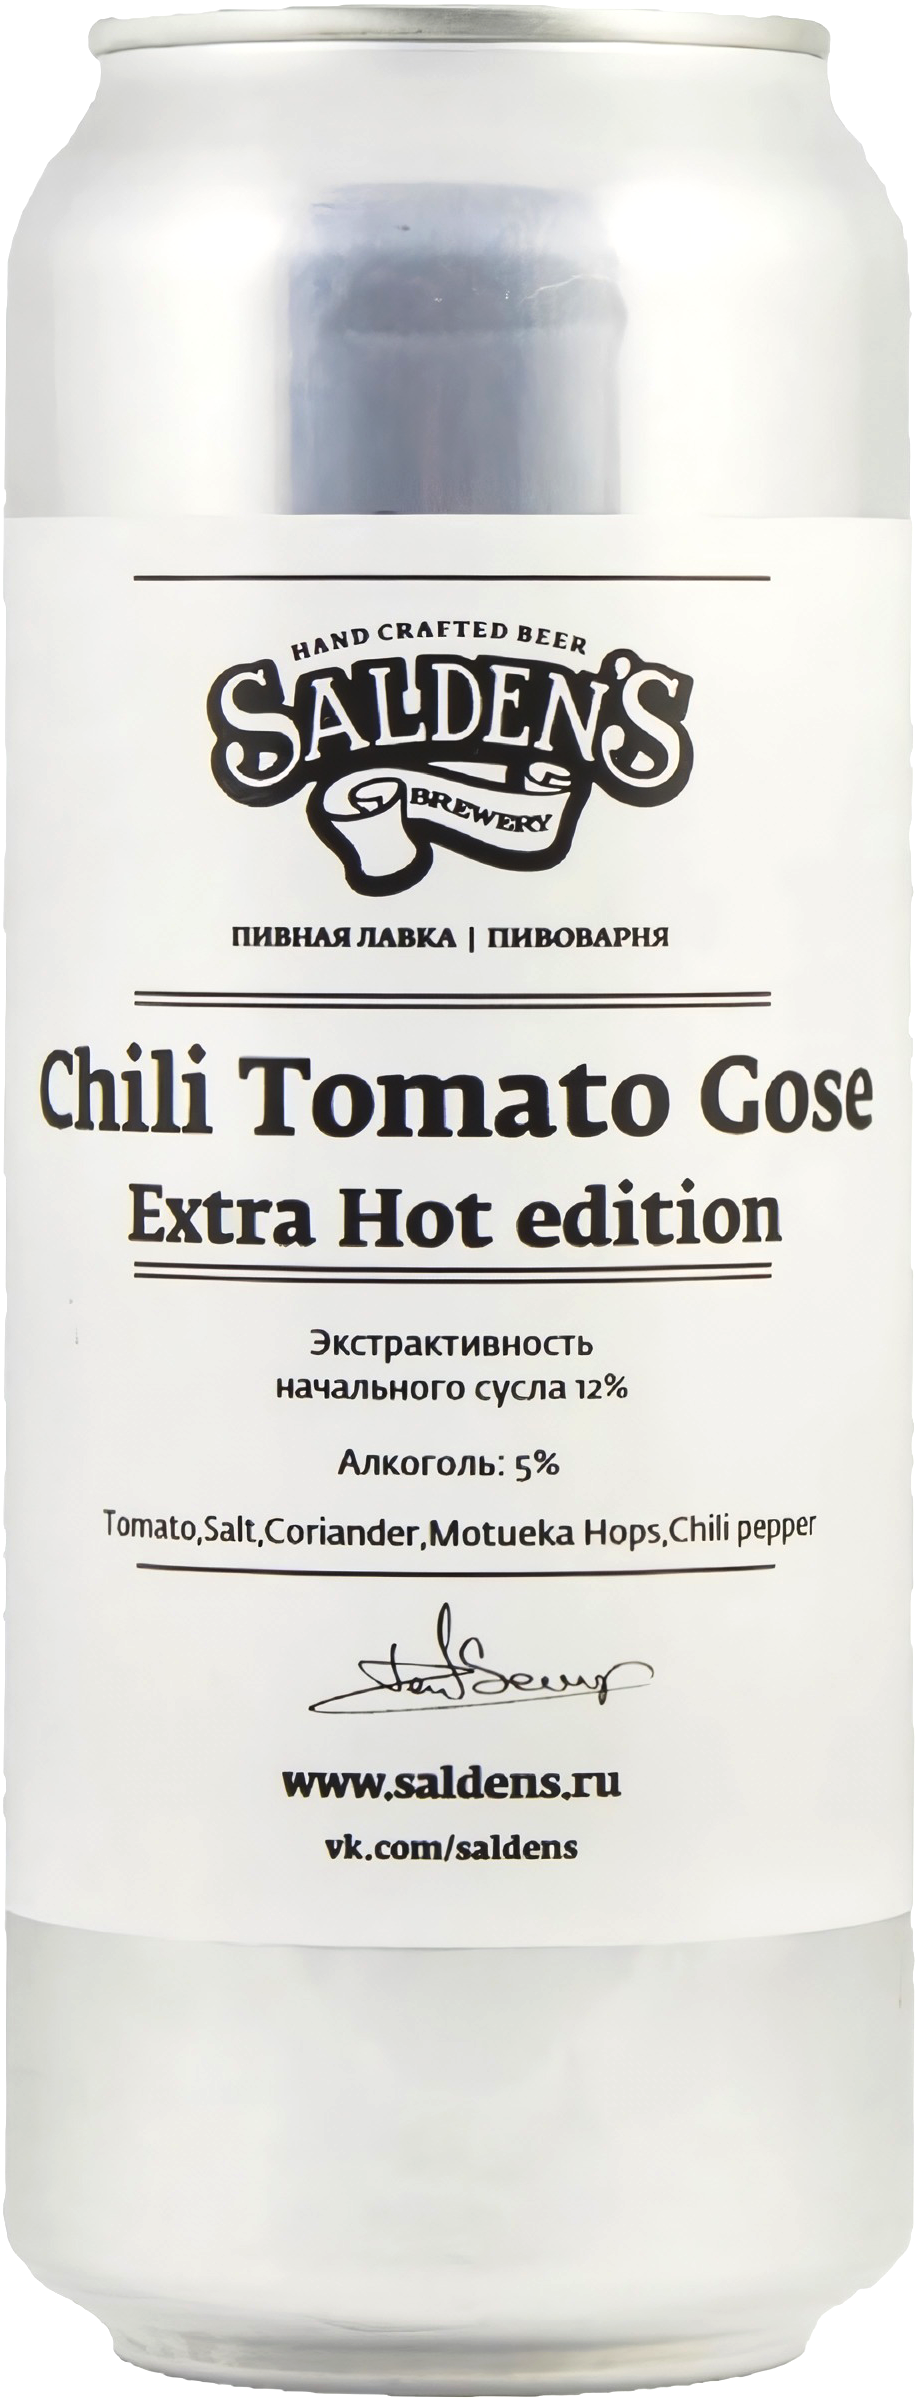 HAND CRAFTED BEER
SALDEN'S
BREWERY
ПИВНАЯ ЛАВКА | ПИВОВАРНЯ
Chili Tomato Gose
Extra Hot edition
Экстрактивность
начального сусла 12%
Алкоголь: 5%
Tomato,Salt,Coriander,Motueka Hops,Chili pepper
www.saldens.ru
vk.com/saldens